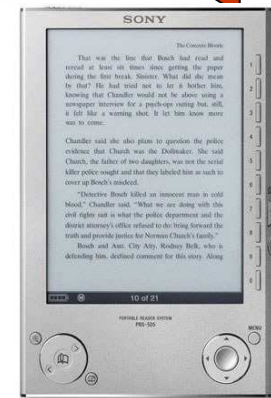 SONY
The Concrete Blonde
That was the line that Bosch had read and
reread at least six times since getting the paper
during the first break. Sinister. What did she mean
by that? He had tried not to let it bother him,
knowing that Chandler would not be above using a
newspaper interview for a psych-ops outing but, still,
it felt like a warning shot. It let him know more
was to come.
Chandler said she also plans to question the police
evidence that Church was the Dollmaker. She said
Church, the father of two daughters, was not the serial
killer police sought and that they labeled him as such to
cover up Bosch's misdeed.
"Detective Bosch killed an innocent man in cold
blood," Chandler said. "What we are doing with this
civil rights suit is what the police department and the
district attorney's office refused to do: bring forward the
truth and provide justice for Norman Church's family."
Bosch and Asst. City Atty. Rodney Belk, who is
defending him, declined comment for this story. Along
10 of 21
1
2
3
4
5
6
7
8
9
0
PORTABLE READER SYSTEM
PRS-505
MENU